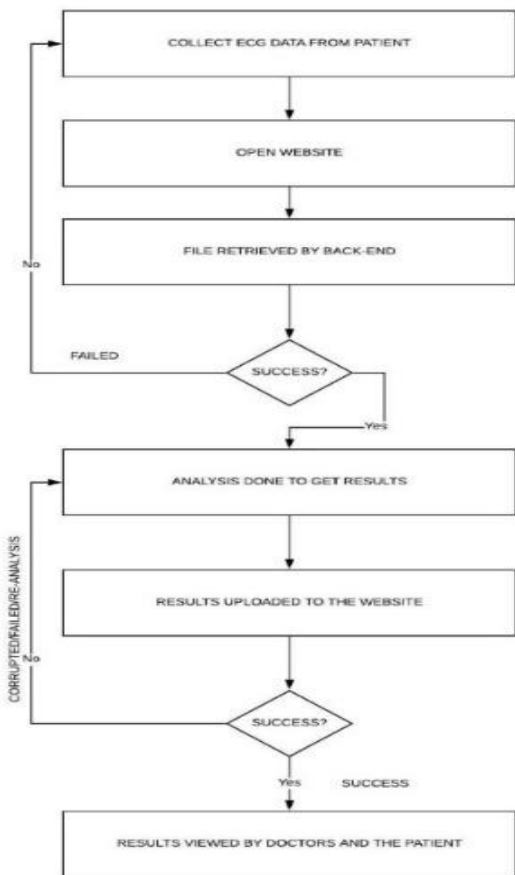 COLLECT ECG DATA FROM PATIENT
OPEN WEBSITE
FILE RETRIEVED BY BACK-END
No
FAILED
SUCCESS?
Yes
ANALYSIS DONE TO GET RESULTS
CORRUPTED/FAILED/RE-ANALYSIS
RESULTS UPLOADED TO THE WEBSITE
No
SUCCESS?
Yes
SUCCESS
RESULTS VIEWED BY DOCTORS AND THE PATIENT